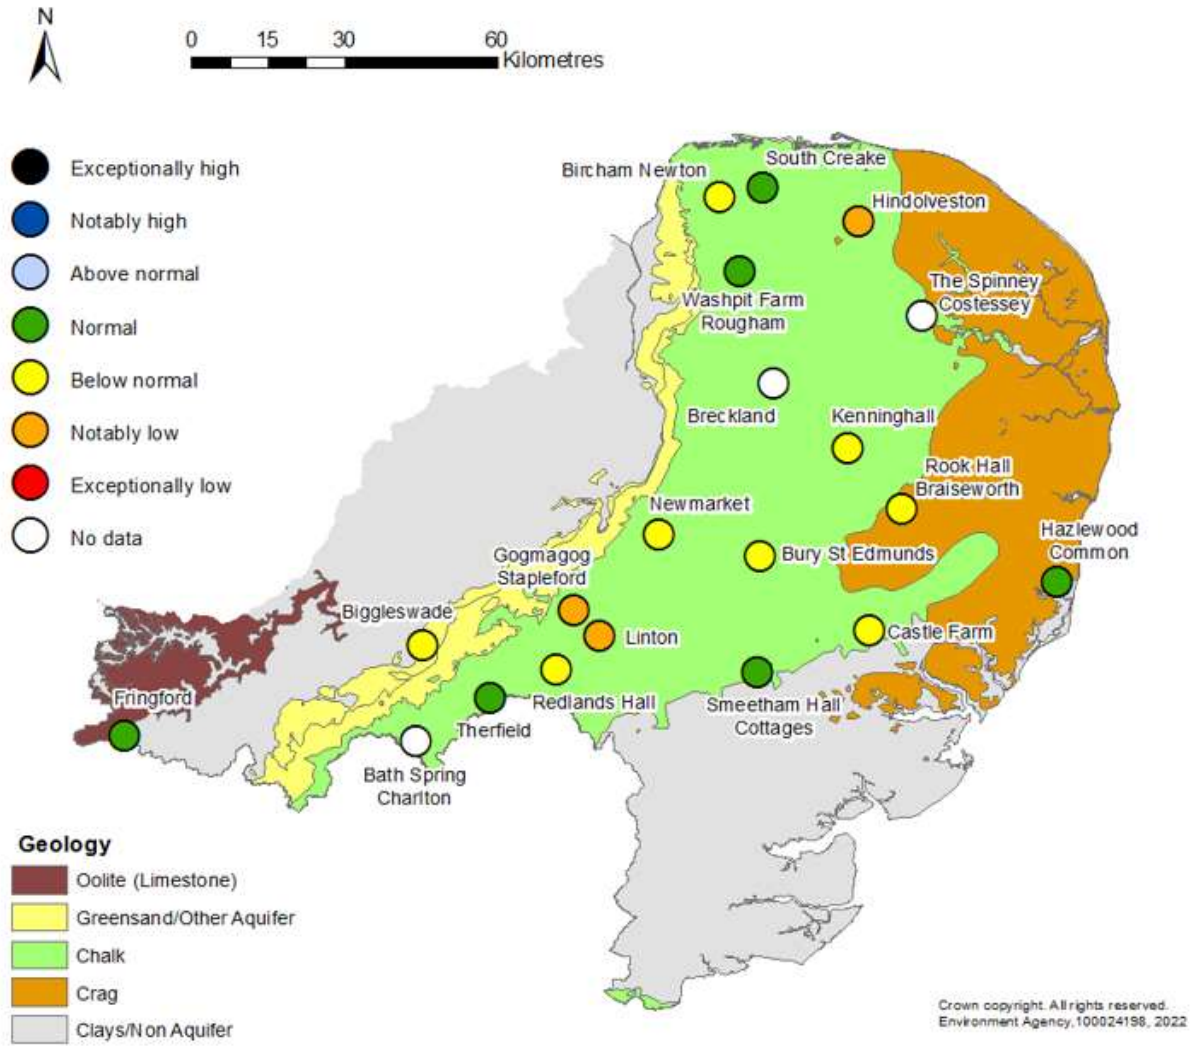 N
0 15 30 60
Kilometres
Exceptionally high
Notably high
Above normal
Normal
Below normal
Notably low
Exceptionally low
No data
South Creake
Bircham Newton
Hindolveston
The Spinney
Costessey
Washpit Farm
Rougham
Breckland
Kenninghall
Rook Hall
Braiseworth
Newmarket
Hazlewood
Common
Gogmagog
Stapleford
Bury St Edmunds
Biggleswade
Linton
Castle Farm
Fringford
Redlands Hall
Smeetham Hall
Cottages
Therfield
Bath Spring
Charlton
Geology
Oolite (Limestone)
Greensand/Other Aquifer
Chalk
Crag
Clays/Non Aquifer
Crown copyright. All rights reserved.
Environment Agency,100024198, 2022